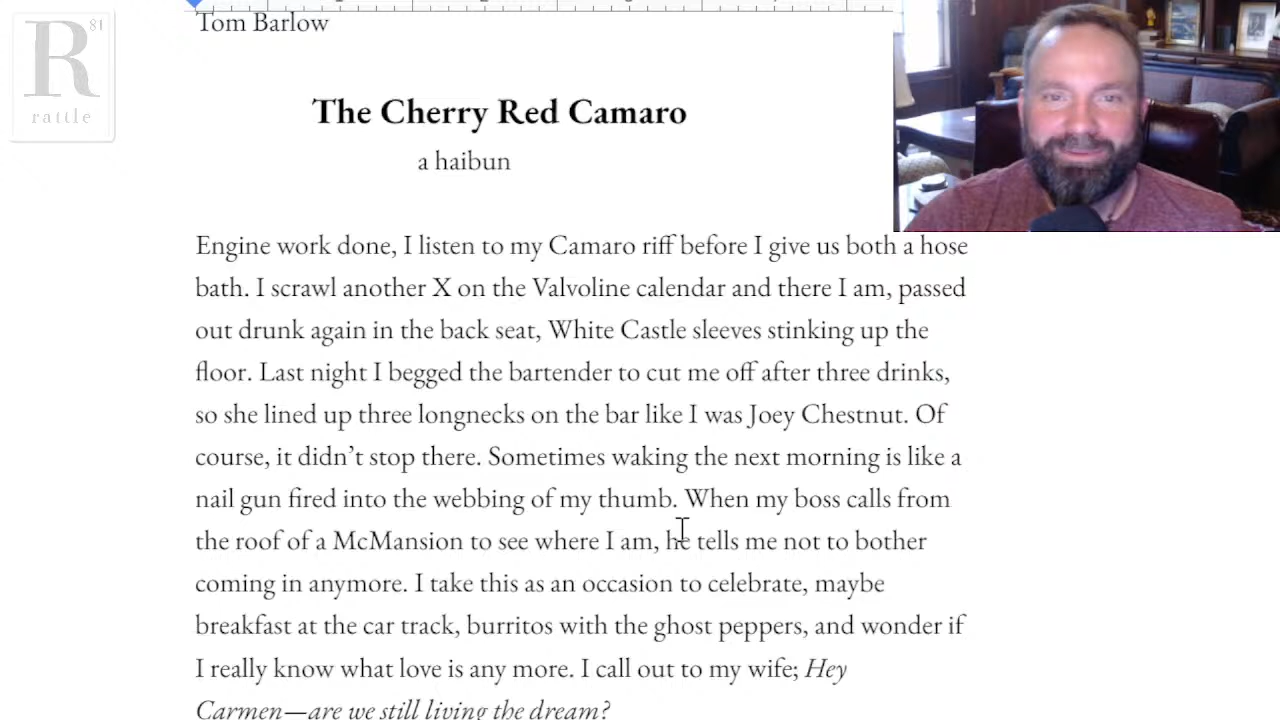 R
81
rattle
Tom Barlow
The Cherry Red Camaro
a haibun
Engine work done, I listen to my Camaro riff before I give us both a hose
bath. I scrawl another X on the Valvoline calendar and there I am, passed
out drunk again in the back seat, White Castle sleeves stinking up the
floor. Last night I begged the bartender to cut me off after three drinks,
so she lined up three longnecks on the bar like I was Joey Chestnut. Of
course, it didn’t stop there. Sometimes waking the next morning is like a
nail gun fired into the webbing of my thumb. When my boss calls from
the roof of a McMansion to see where I am, he tells me not to bother
coming in anymore. I take this as an occasion to celebrate, maybe
breakfast at the car track, burritos with the ghost peppers, and wonder if
I really know what love is any more. I call out to my wife; Hey
Carmen—are we still living the dream?